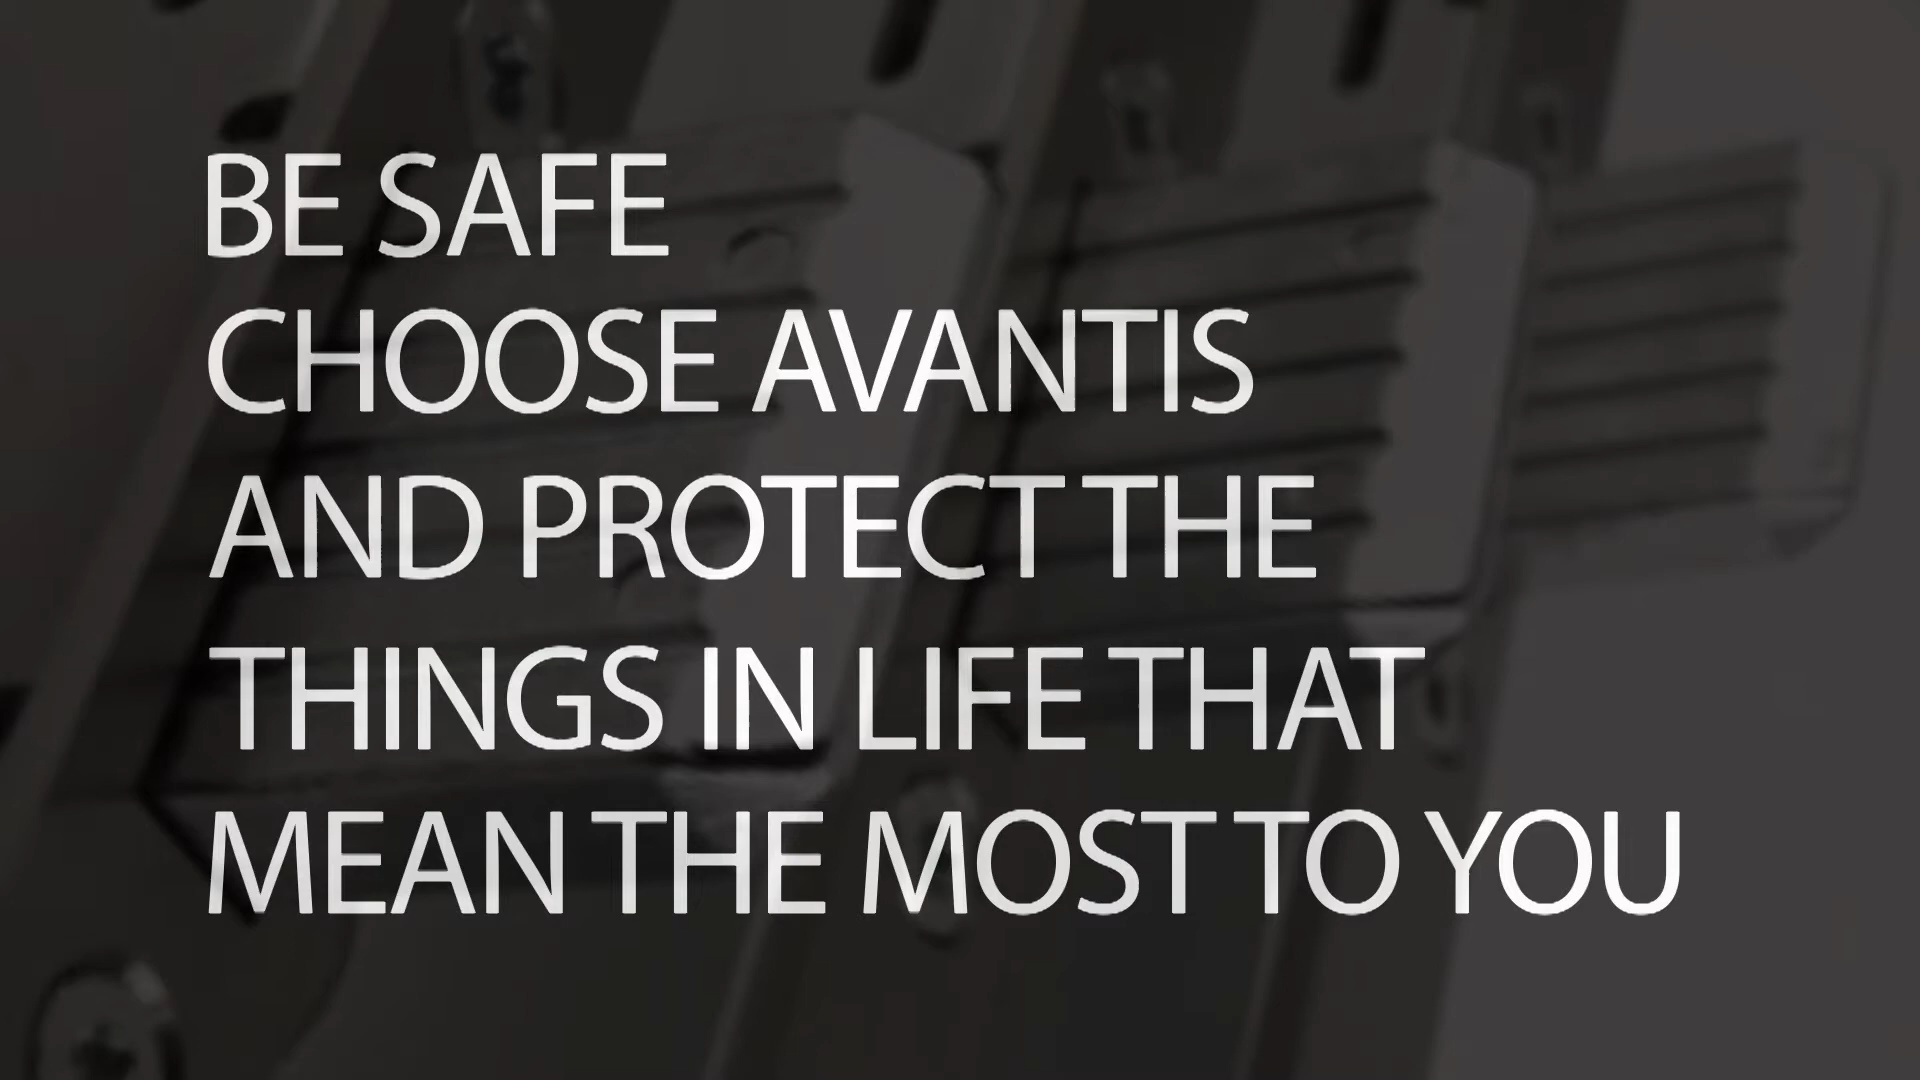 BE SAFE
CHOOSE AVANTIS
AND PROTECT THE
THINGS IN LIFE THAT
MEAN THE MOST TO YOU